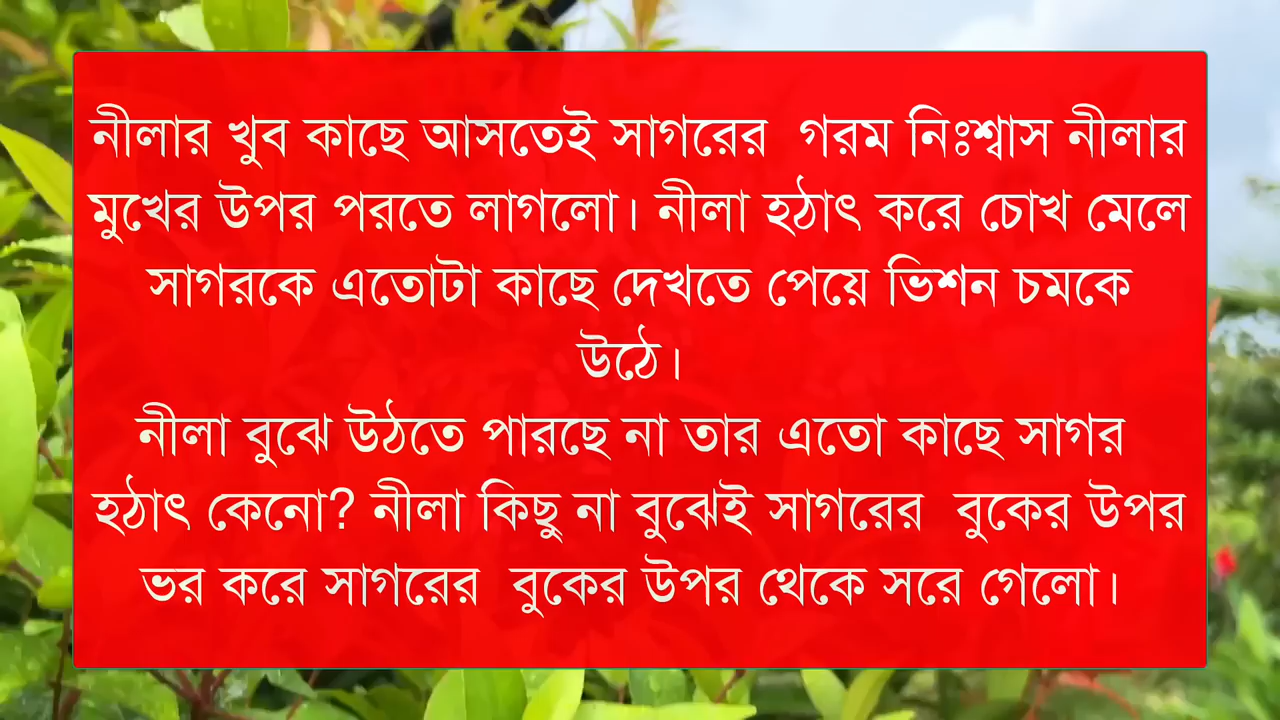 নীলার খুব কাছে আসতেই সাগরের গরম নিঃশ্বাস নীলার
মুখের উপর পরতে লাগলো। নীলা হঠাৎ করে চোখ মেলে
সাগরকে এতোটা কাছে দেখতে পেয়ে ভিশন চমকে
উঠে।
নীলা বুঝে উঠতে পারছে না তার এতো কাছে সাগর
হঠাৎ কেনো? নীলা কিছু না বুঝেই সাগরের বুকের উপর
ভর করে সাগরের বুকের উপর থেকে সরে গেলো।